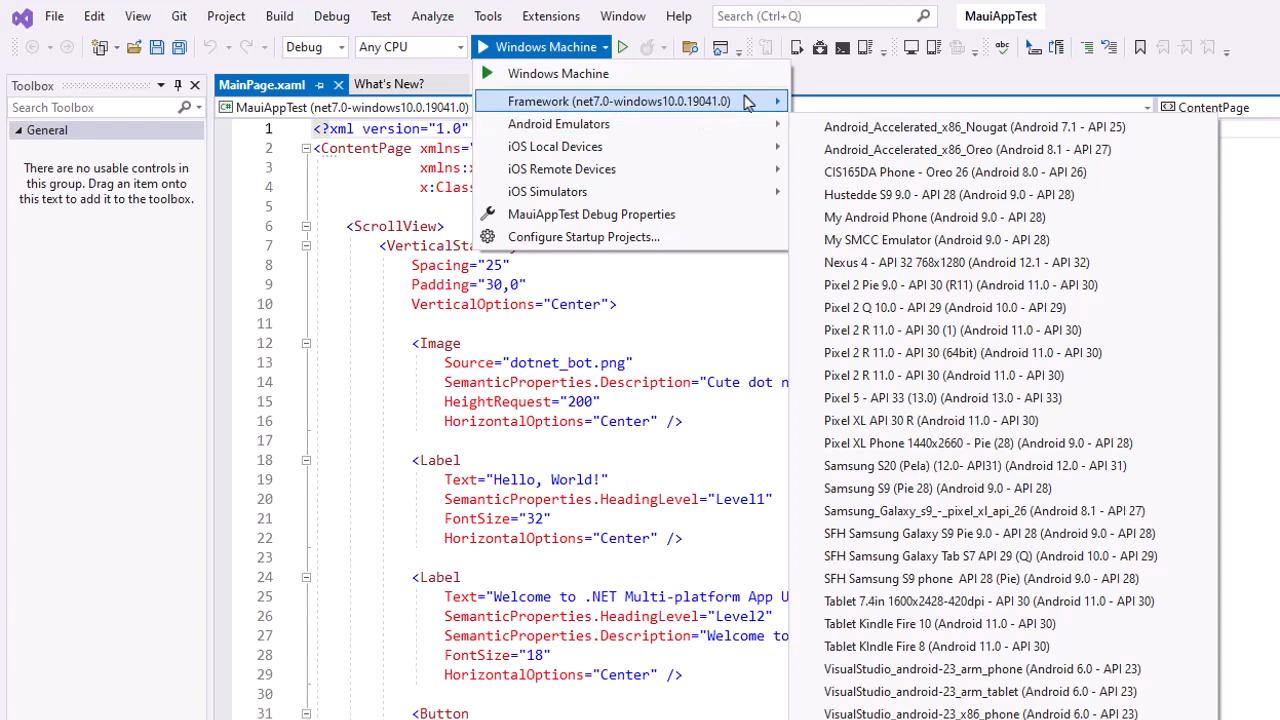 File Edit View Git Project Build Debug Test Analyze Tools Extensions Window Help Search (Ctrl+Q) MauiAppTest
Debug Any CPU Windows Machine
Toolbox
Search Toolbox
General
There are no usable controls in
this group. Drag an item onto
this text to add it to the toolbox.
MainPage.xaml What's New?
MauiAppTest (net7.0-windows10.0.19041.0) ContentPage
1 <?xml version="1.0"
2 <ContentPage xmlns=
3 xmlns:
4 x:Clas
5
6 <ScrollView>
7 <VerticalSta
8 Spacing="25"
9 Padding="30,0"
10 VerticalOptions="Center">
11
12 <Image
13 Source="dotnet_bot.png"
14 SemanticProperties.Description="Cute dot n
15 HeightRequest="200"
16 HorizontalOptions="Center" />
17
18 <Label
19 Text="Hello, World!"
20 SemanticProperties.HeadingLevel="Level1"
21 FontSize="32"
22 HorizontalOptions="Center" />
23
24 <Label
25 Text="Welcome to .NET Multi-platform App U
26 SemanticProperties.HeadingLevel="Level2"
27 SemanticProperties.Description="Welcome to
28 FontSize="18"
29 HorizontalOptions="Center" />
30
31 <Button
Windows Machine
Framework (net7.0-windows10.0.19041.0)
Android Emulators
iOS Local Devices
iOS Remote Devices
iOS Simulators
MauiAppTest Debug Properties
Configure Startup Projects...
Android_Accelerated_x86_Nougat (Android 7.1 - API 25)
Android_Accelerated_x86_Oreo (Android 8.1 - API 27)
CIS165DA Phone - Oreo 26 (Android 8.0 - API 26)
Hustedde S9 9.0 - API 28 (Android 9.0 - API 28)
My Android Phone (Android 9.0 - API 28)
My SMCC Emulator (Android 9.0 - API 28)
Nexus 4 - API 32 768x1280 (Android 12.1 - API 32)
Pixel 2 Pie 9.0 - API 30 (R11) (Android 11.0 - API 30)
Pixel 2 Q 10.0 - API 29 (Android 10.0 - API 29)
Pixel 2 R 11.0 - API 30 (1) (Android 11.0 - API 30)
Pixel 2 R 11.0 - API 30 (64bit) (Android 11.0 - API 30)
Pixel 2 R 11.0 - API 30 (Android 11.0 - API 30)
Pixel 5 - API 33 (13.0) (Android 13.0 - API 33)
Pixel XL API 30 R (Android 11.0 - API 30)
Pixel XL Phone 1440x2660 - Pie (28) (Android 9.0 - API 28)
Samsung S20 (Pela) (12.0- API31) (Android 12.0 - API 31)
Samsung S9 (Pie 28) (Android 9.0 - API 28)
Samsung_Galaxy_s9_-_pixel_xl_api_26 (Android 8.1 - API 27)
SFH Samsung Galaxy S9 Pie 9.0 - API 28 (Android 9.0 - API 28)
SFH Samsung Galaxy Tab S7 API 29 (Q) (Android 10.0 - API 29)
SFH Samsung S9 phone API 28 (Pie) (Android 9.0 - API 28)
Tablet 7.4in 1600x2428-420dpi - API 30 (Android 11.0 - API 30)
Tablet Kindle Fire 10 (Android 11.0 - API 30)
Tablet KIndle Fire 8 (Android 11.0 - API 30)
VisualStudio_android-23_arm_phone (Android 6.0 - API 23)
VisualStudio_android-23_arm_tablet (Android 6.0 - API 23)
VisualStudio_android-23_x86_phone (Android 6.0 - API 23)